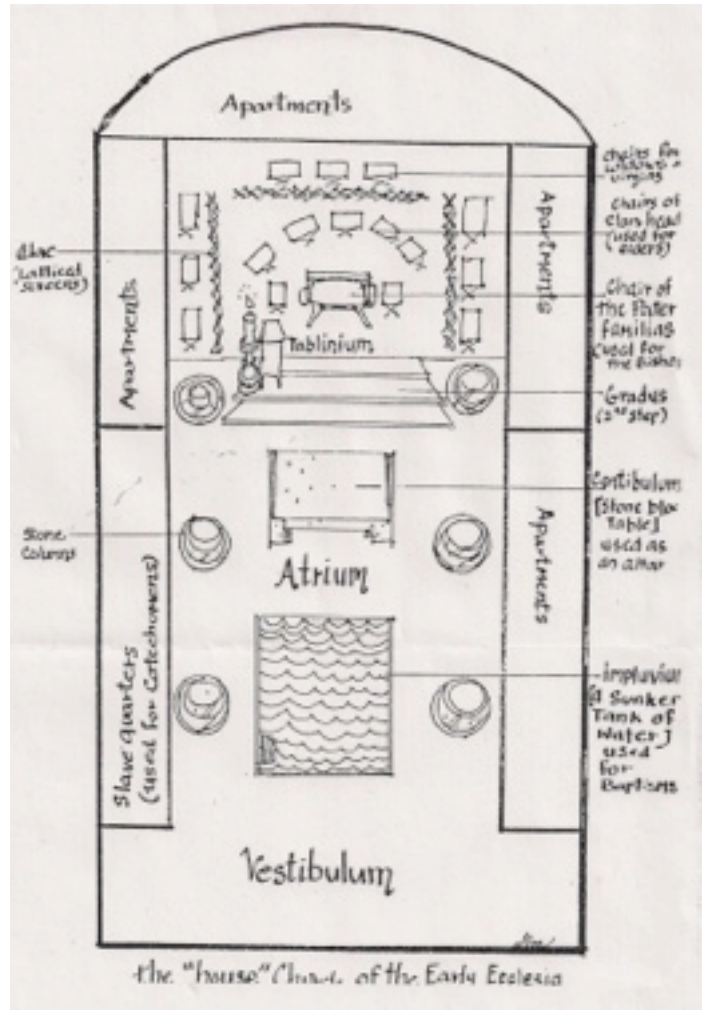 Apartments
chairs for
widows +
virgins
chairs of
clan head
(used for
elders)
Alae
Apartments
Apartments
Chair of
the Pater
familias
(used for
the Bishop
Tablinium
Gradus
(2nd step)
[Stone bloc
Table]
used as
an altar
Apartments
Stone
Columns
Atrium
Slave Quarters
(used for Catechumens)
impluvium
[a Sunken
Tank of
Water]
used
for
Baptisms
Vestibulum
the "house" Church of the Early Ecclesia